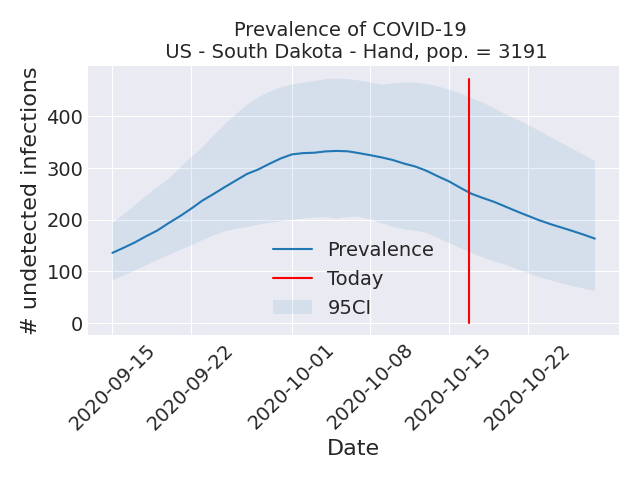 Prevalence of COVID-19
US - South Dakota - Hand, pop. = 3191
# undetected infections
400
300
200
100
0
Prevalence
Today
95CI
2020-09-15
2020-09-22
2020-10-01
2020-10-08
2020-10-15
2020-10-22
Date